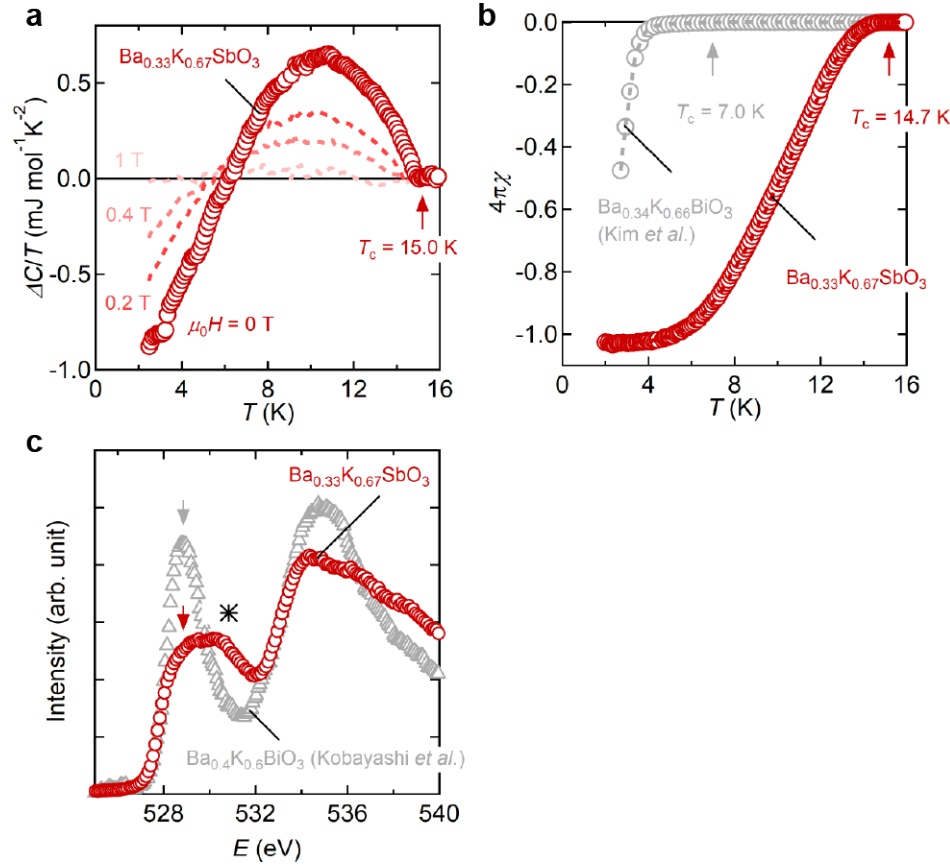 a
Ba0.33K0.67SbO3
0.5
0.0
-0.5
-1.0
ΔC/T (mJ mol-1K-2)
1 T
0.4 T
0.2 T
μ0H = 0 T
Tc = 15.0 K
0 4 8 12 16
T (K)
b
0.0
-0.2
-0.4
-0.6
-0.8
-1.0
4πχ
Tc = 7.0 K
Tc = 14.7 K
Ba0.34K0.66BiO3
(Kim et al.)
Ba0.33K0.67SbO3
0 4 8 12 16
T (K)
c
Ba0.33K0.67SbO3
Intensity (arb. unit)
Ba0.4K0.6BiO3 (Kobayashi et al.)
528 532 536 540
E (eV)